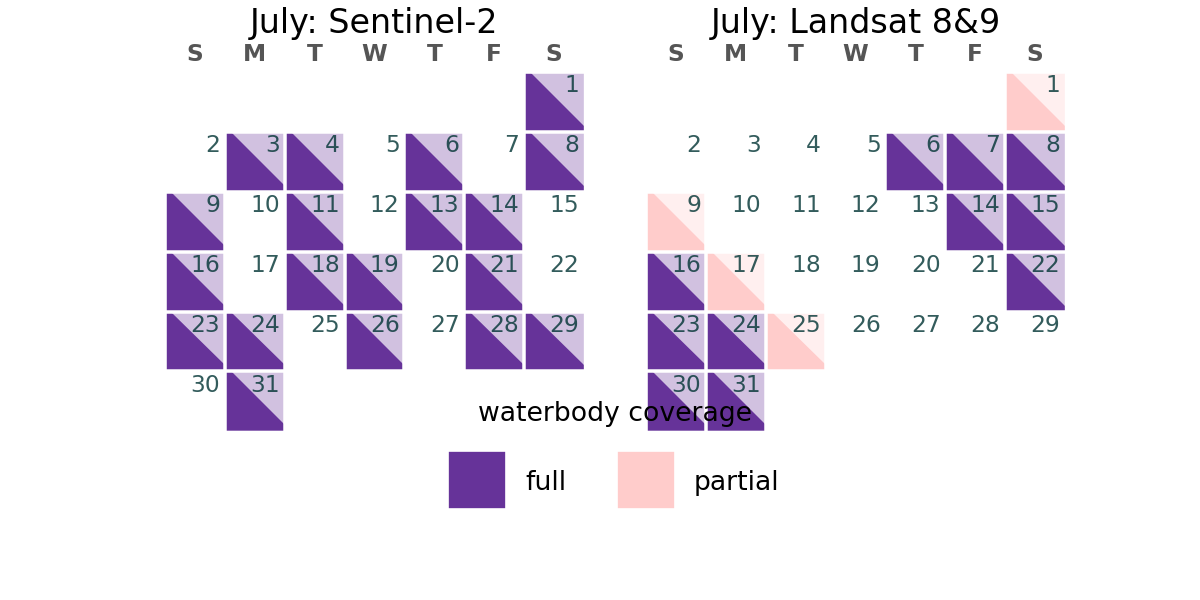 July: Sentinel-2
S M T W T F S
1
2 3 4 5 6 7 8
9 10 11 12 13 14 15
16 17 18 19 20 21 22
23 24 25 26 27 28 29
30 31
July: Landsat 8&9
S M T W T F S
1
2 3 4 5 6 7 8
9 10 11 12 13 14 15
16 17 18 19 20 21 22
23 24 25 26 27 28 29
30 31
waterbody coverage
full partial